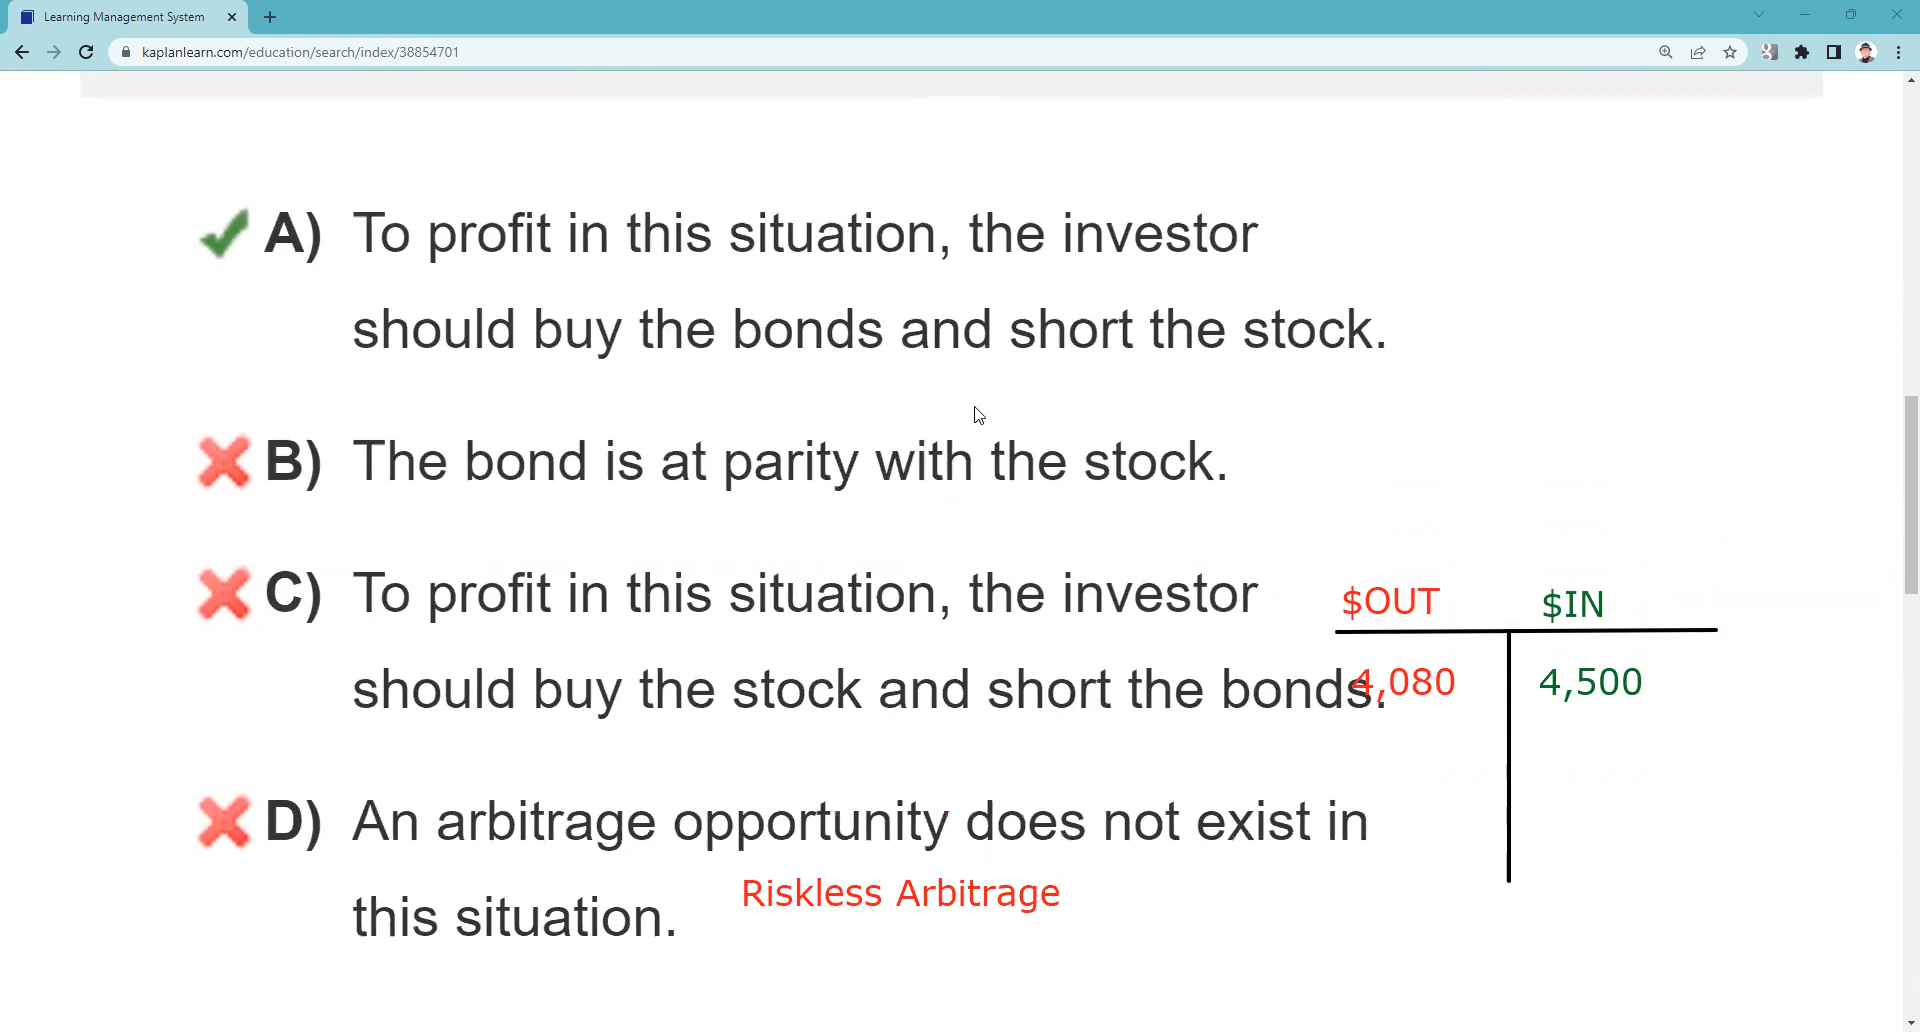 Learning Management System
kaplanlearn.com/education/search/index/38854701
A) To profit in this situation, the investor
should buy the bonds and short the stock.
B) The bond is at parity with the stock.
C) To profit in this situation, the investor
should buy the stock and short the bonds.
$OUT $IN
4,080 4,500
D) An arbitrage opportunity does not exist in
this situation.
Riskless Arbitrage